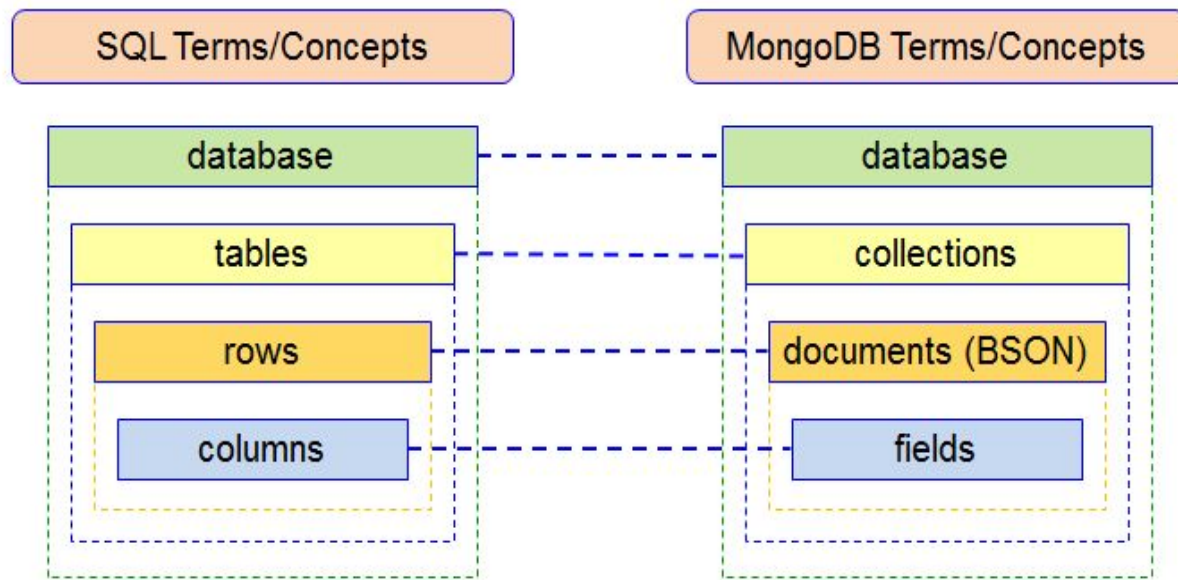 SQL Terms/Concepts
MongoDB Terms/Concepts
database
database
tables
collections
rows
documents (BSON)
columns
fields